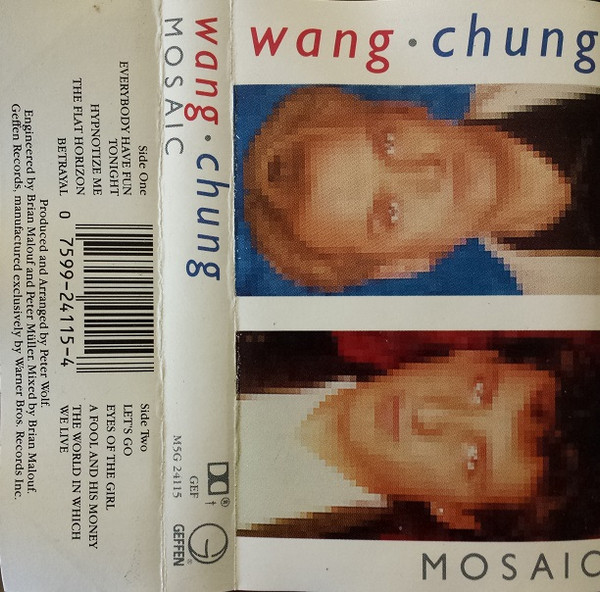 wang • chung
MOSAIC
wang • chung
MOSAIC
GEF
M5G 24115
GEFFEN
Side One
EVERYBODY HAVE FUN
TONIGHT
HYPNOTIZE ME
THE FLAT HORIZON
BETRAYAL
Side Two
LET'S GO
EYES OF THE GIRL
A FOOL AND HIS MONEY
THE WORLD IN WHICH
WE LIVE
0 7599-24115-4
Produced and Arranged by Peter Wolf.
Engineered by Brian Malouf and Peter Müller. Mixed by Brian Malouf.
Geffen Records, manufactured exclusively by Warner Bros. Records Inc.